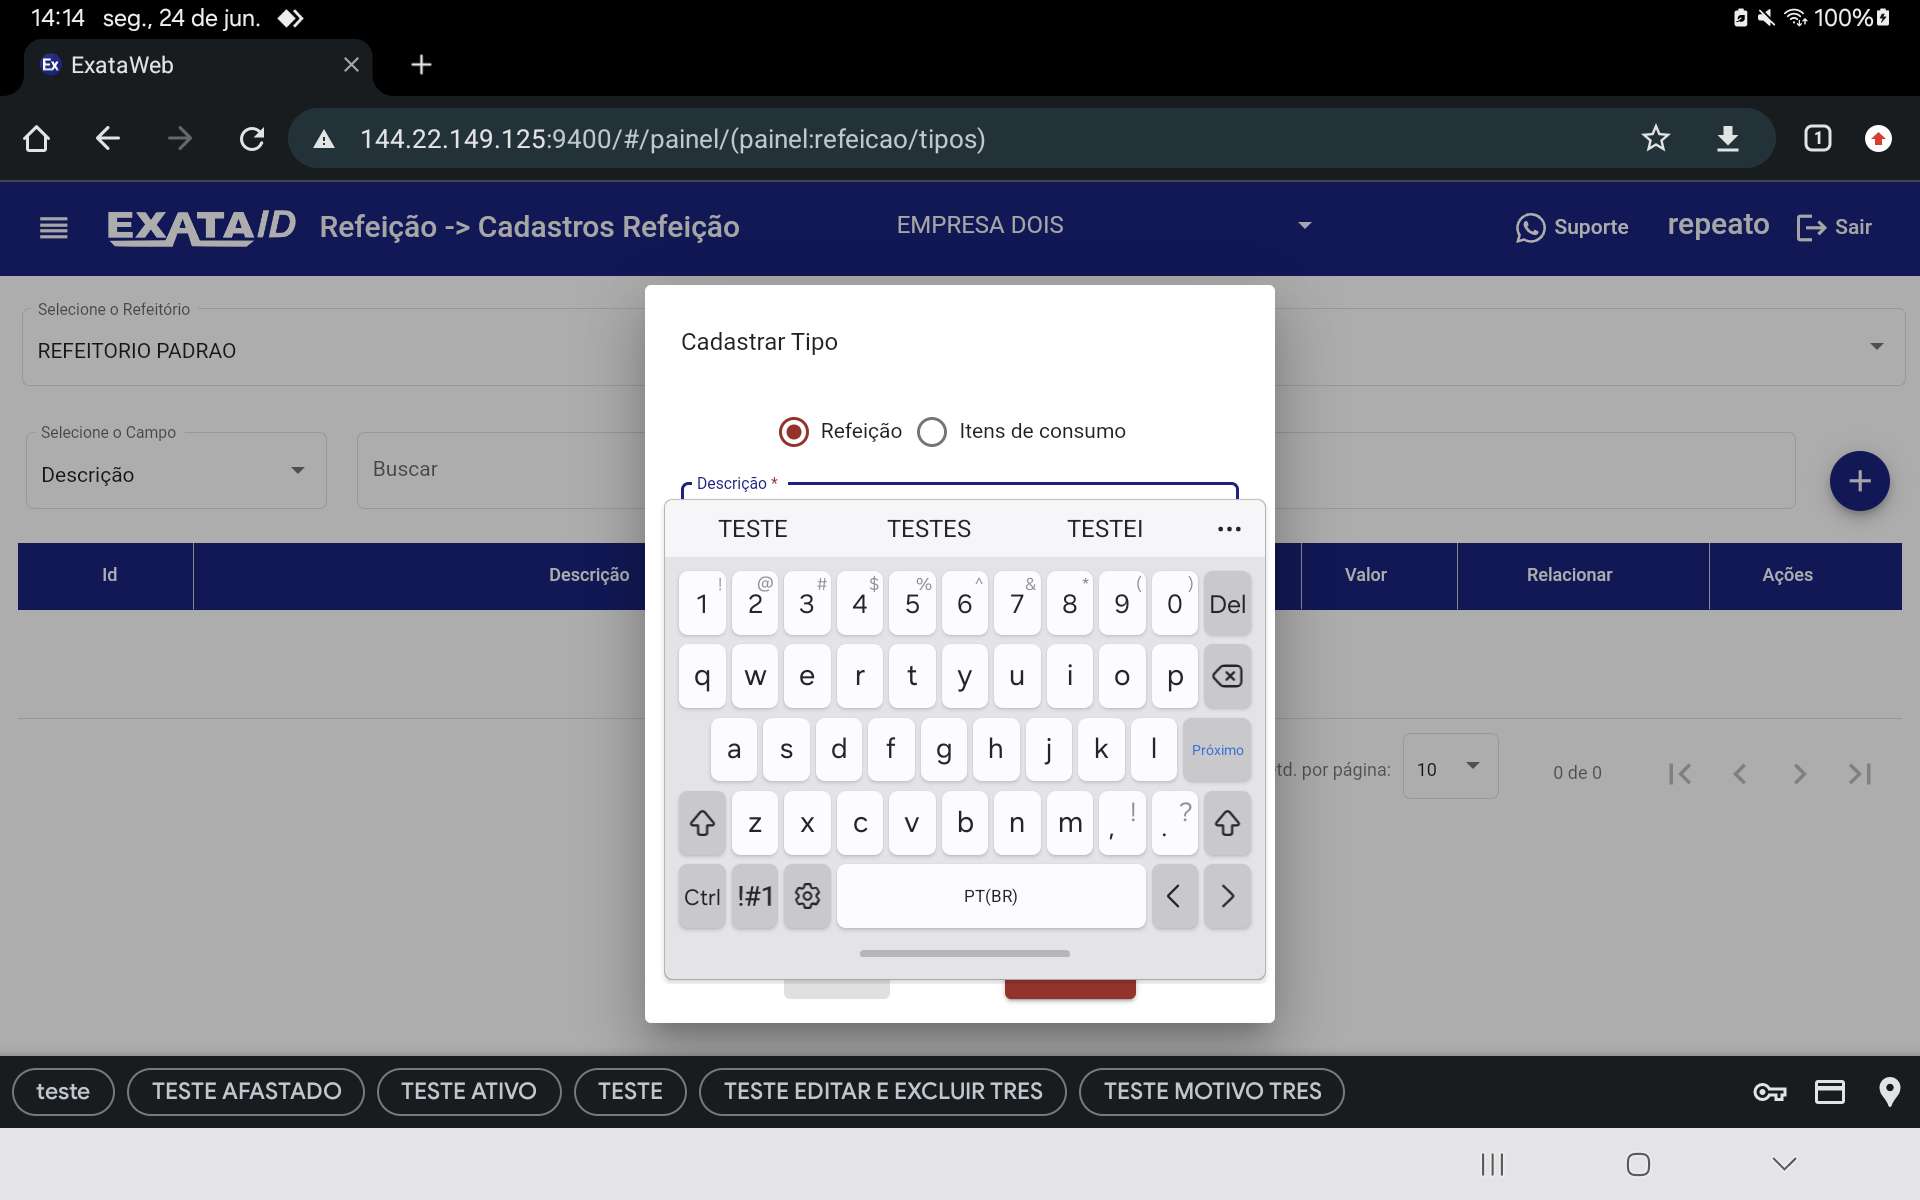 14:14 seg., 24 de jun. 100%
Ex ExataWeb
144.22.149.125:9400/#/painel/(painel:refeicao/tipos) 1
EXATAID Refeição -> Cadastros Refeição EMPRESA DOIS Suporte repeato Sair
Selecione o Refeitório
REFEITORIO PADRAO
Cadastrar Tipo
Selecione o Campo
Descrição
Buscar
Refeição Itens de consumo
Descrição *
Id Descrição Valor Relacionar Ações
td. por página: 10 0 de 0
TESTE TESTES TESTEI
! @ # $ % ^ & * ( )
1 2 3 4 5 6 7 8 9 0 Del
q w e r t y u i o p
a s d f g h j k l Próximo
z x c v b n m , ! . ?
Ctrl !#1 PT(BR)
teste TESTE AFASTADO TESTE ATIVO TESTE TESTE EDITAR E EXCLUIR TRES TESTE MOTIVO TRES